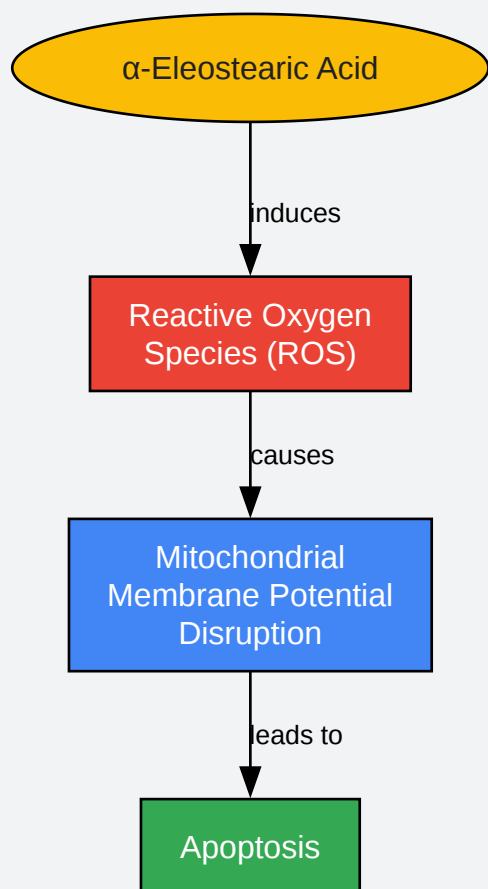 α-Eleostearic Acid
induces
Reactive Oxygen
Species (ROS)
causes
Mitochondrial
Membrane Potential
Disruption
leads to
Apoptosis